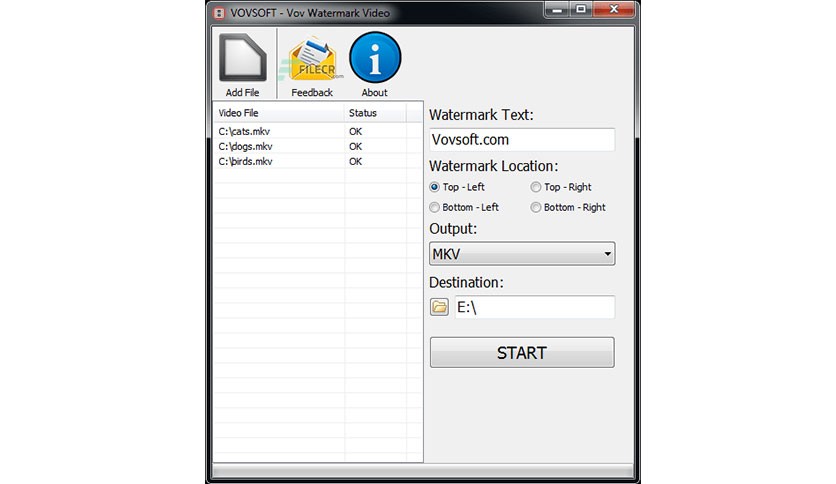 VOVSOFT - Vov Watermark Video
FILECR
.com
Add File Feedback About
Video File Status
C:\cats.mkv OK
C:\dogs.mkv OK
C:\birds.mkv OK
Watermark Text:
Vovsoft.com
Watermark Location:
Top - Left Top - Right
Bottom - Left Bottom - Right
Output:
MKV
Destination:
E:\
START